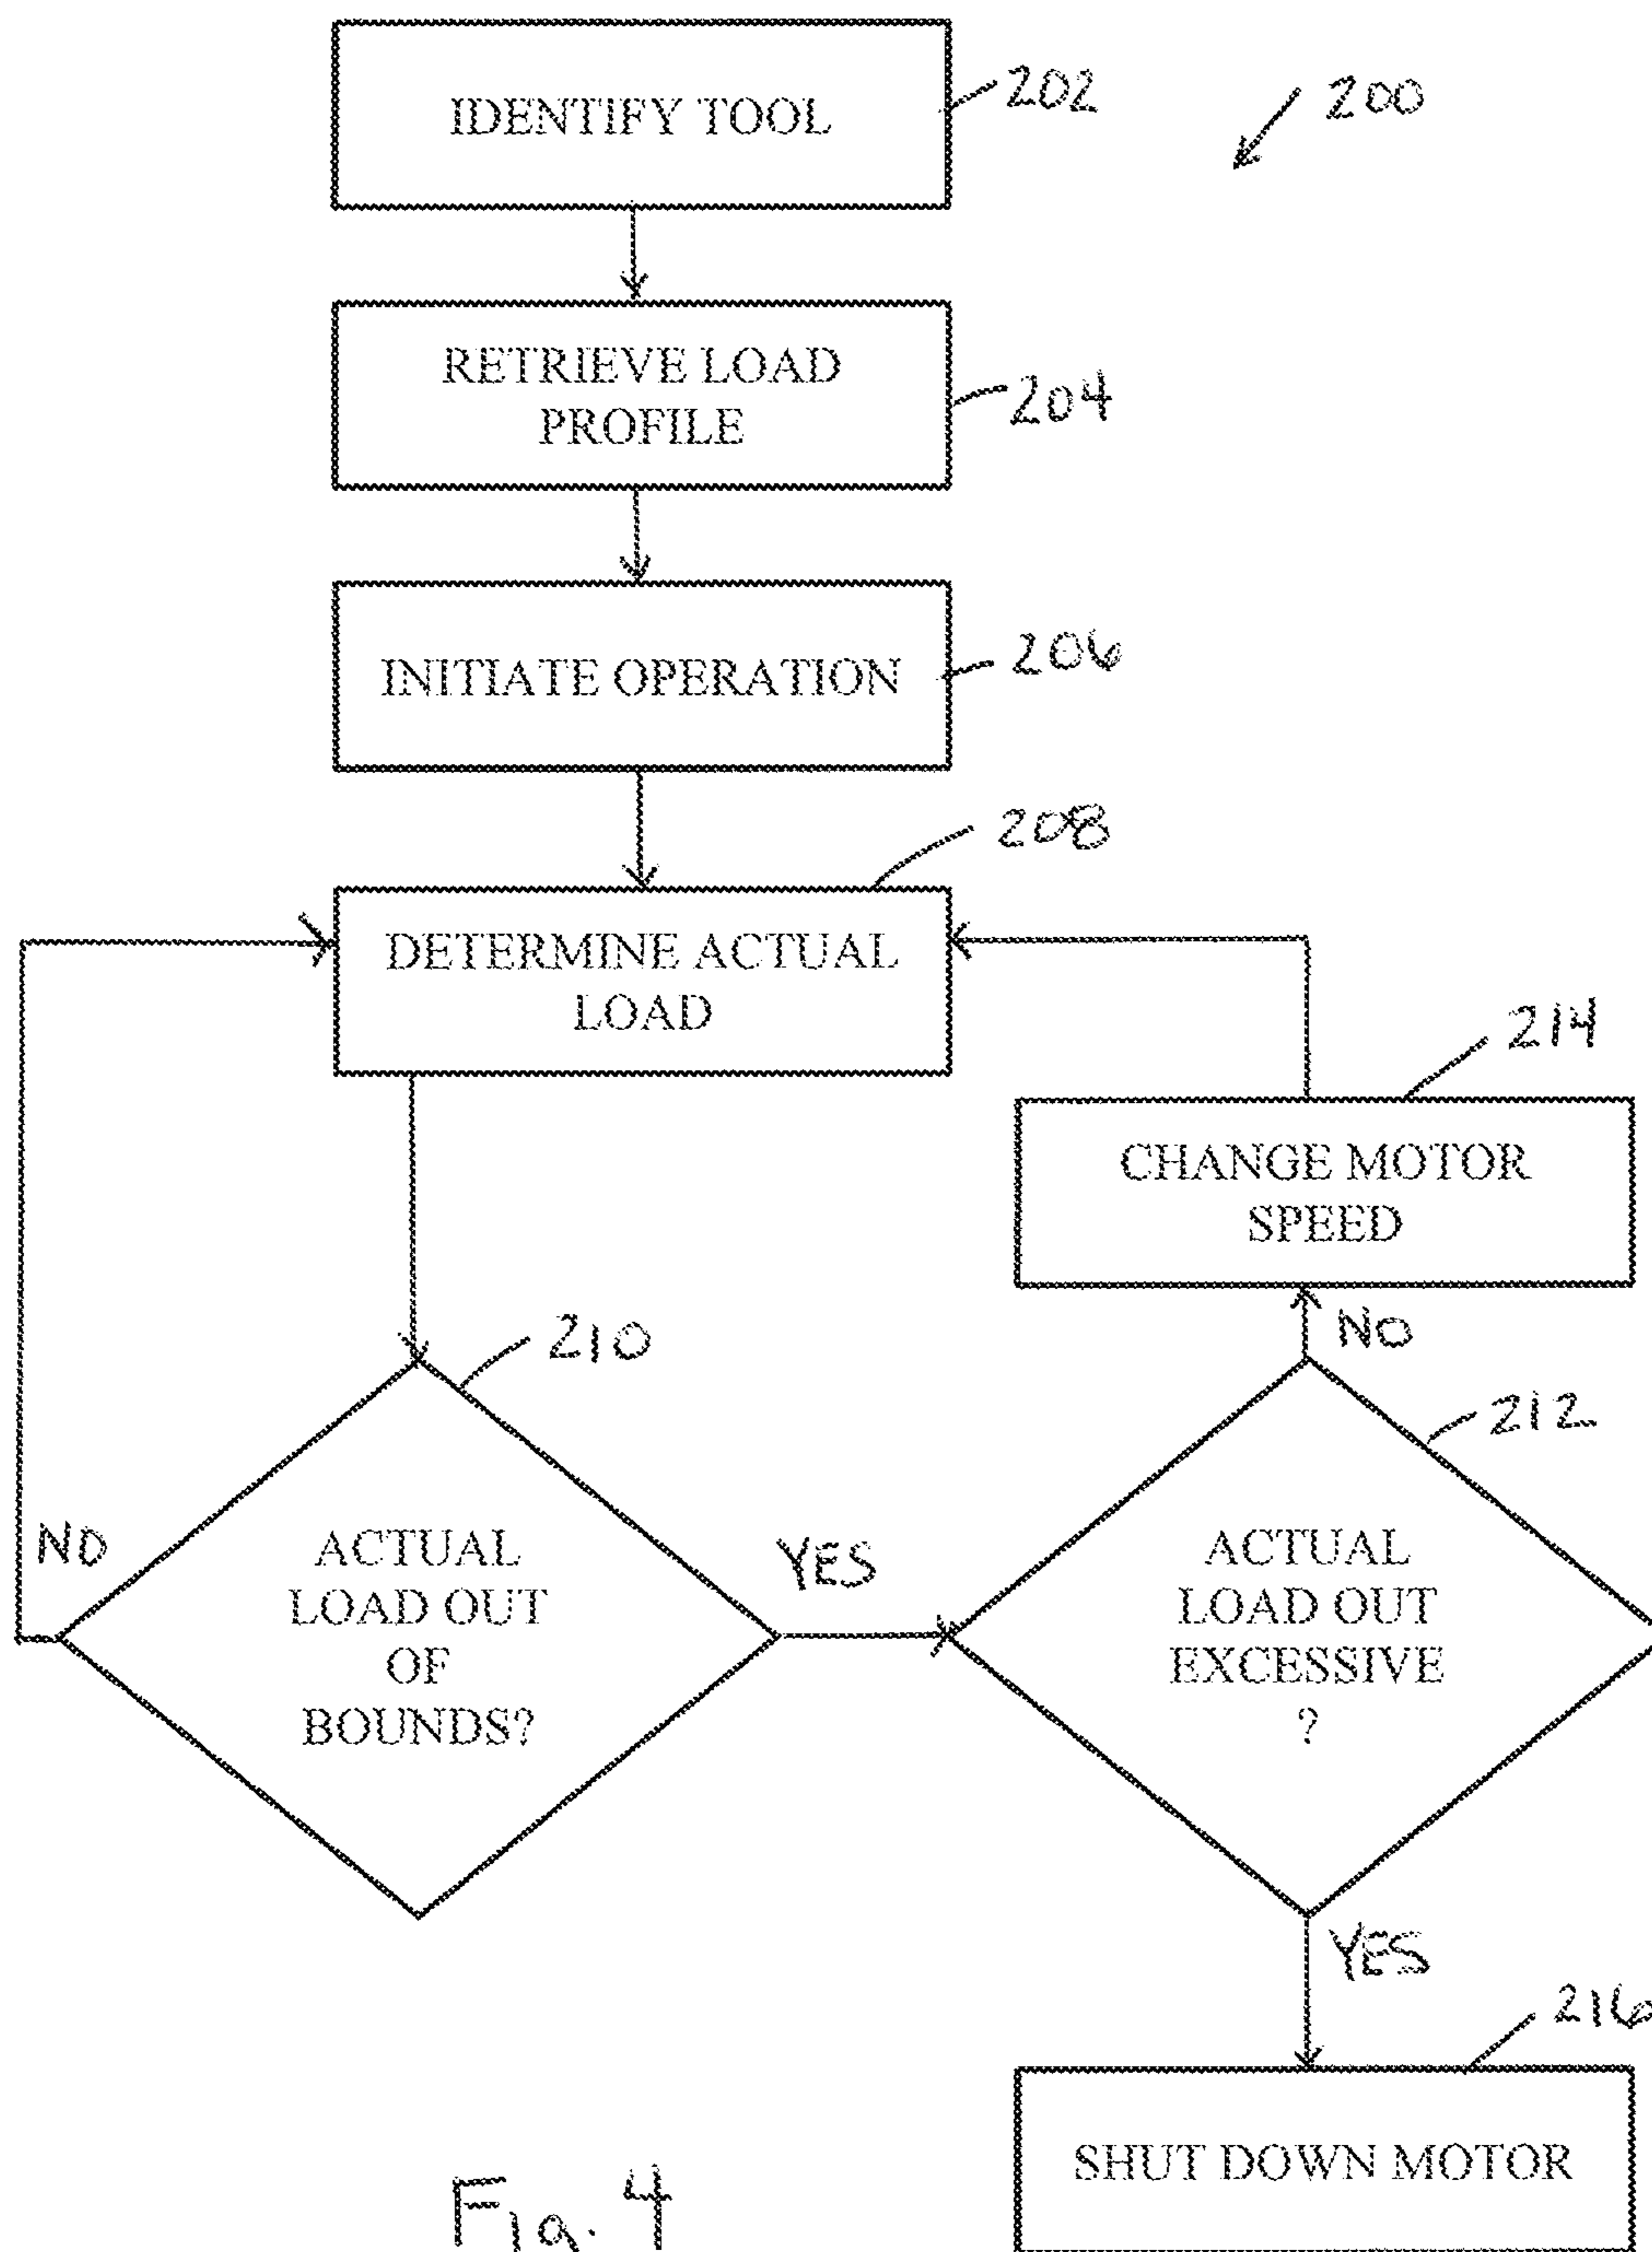 IDENTIFY TOOL
202
200
RETRIEVE LOAD
PROFILE
204
INITIATE OPERATION
206
208
DETERMINE ACTUAL
LOAD
214
CHANGE MOTOR
SPEED
NO
210
212
NO
ACTUAL
LOAD OUT
OF
BOUNDS?
YES
ACTUAL
LOAD OUT
EXCESSIVE
?
YES
216
SHUT DOWN MOTOR
Fig. 4